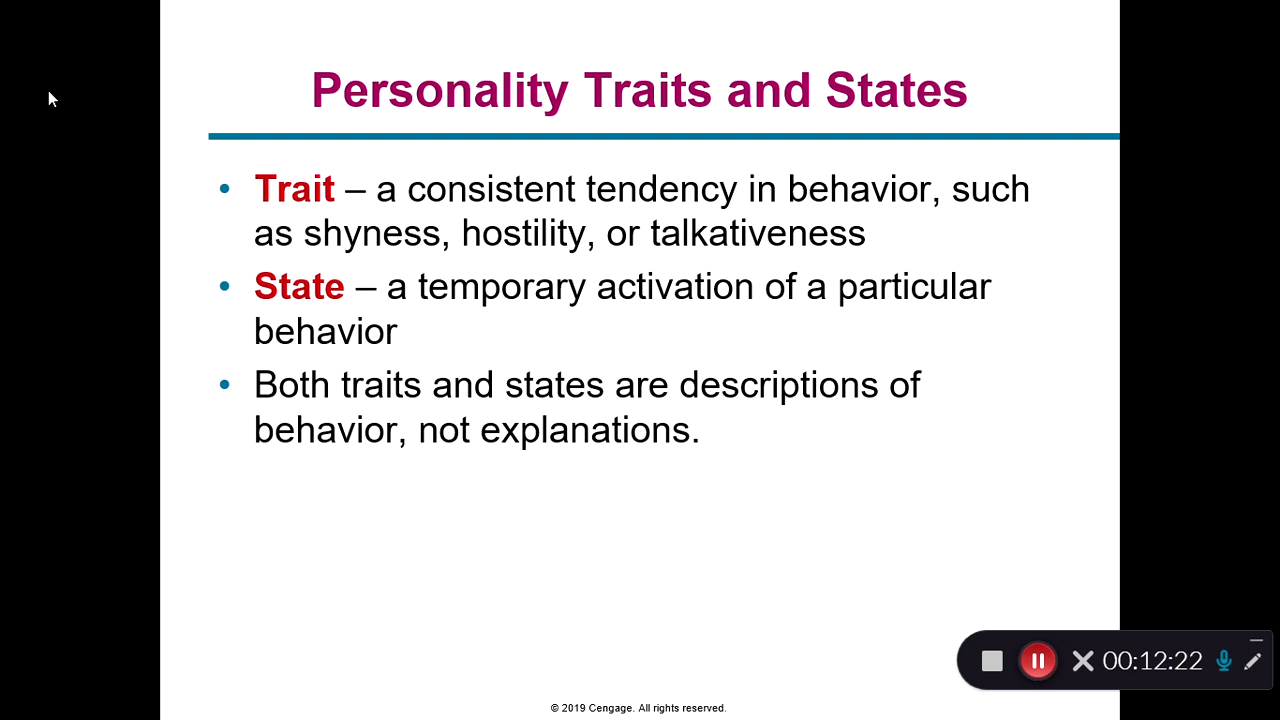 Personality Traits and States
• Trait – a consistent tendency in behavior, such
as shyness, hostility, or talkativeness
• State – a temporary activation of a particular
behavior
• Both traits and states are descriptions of
behavior, not explanations.
00:12:22
© 2019 Cengage. All rights reserved.